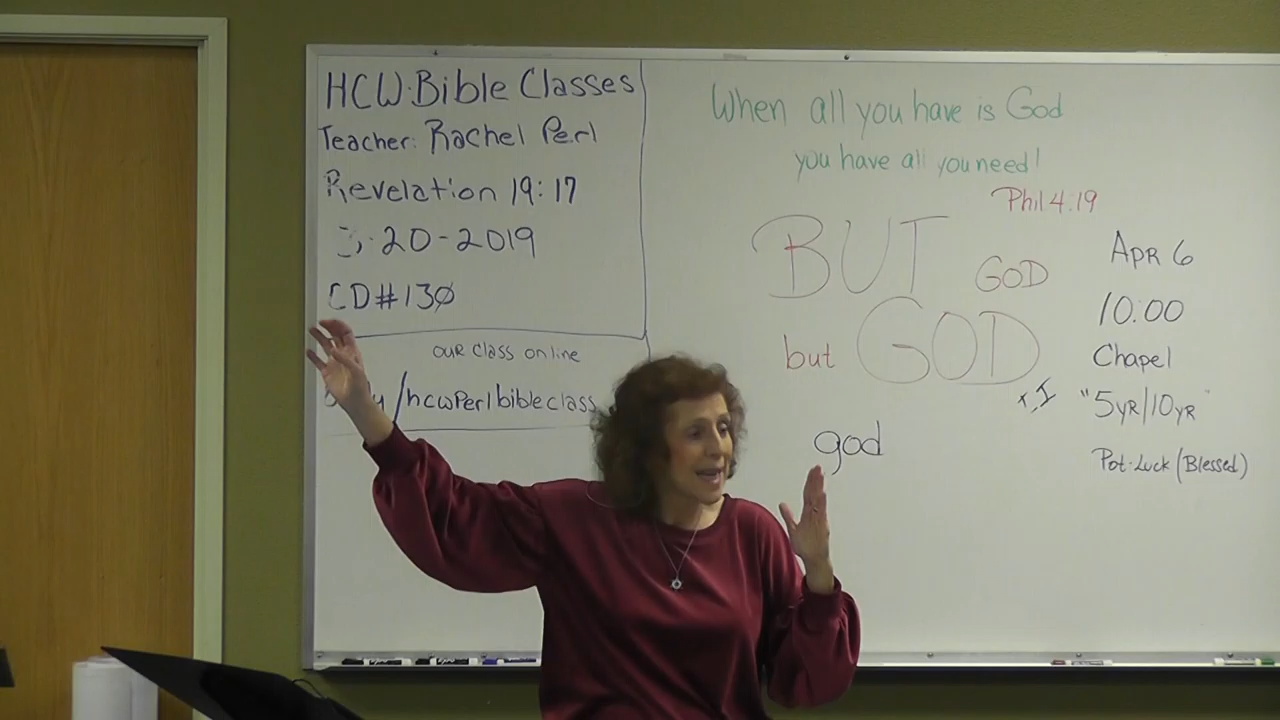 HCW Bible Classes
Teacher: Rachel Perl
Revelation 19:17
3-20-2019
CD#130
our class online
/hcwPerlbibleclass
When all you have is God
you have all you need!
Phil 4:19
BUT GOD
but GOD
god
Apr 6
10:00
Chapel
"5yr/10yr"
Pot-Luck (Blessed)